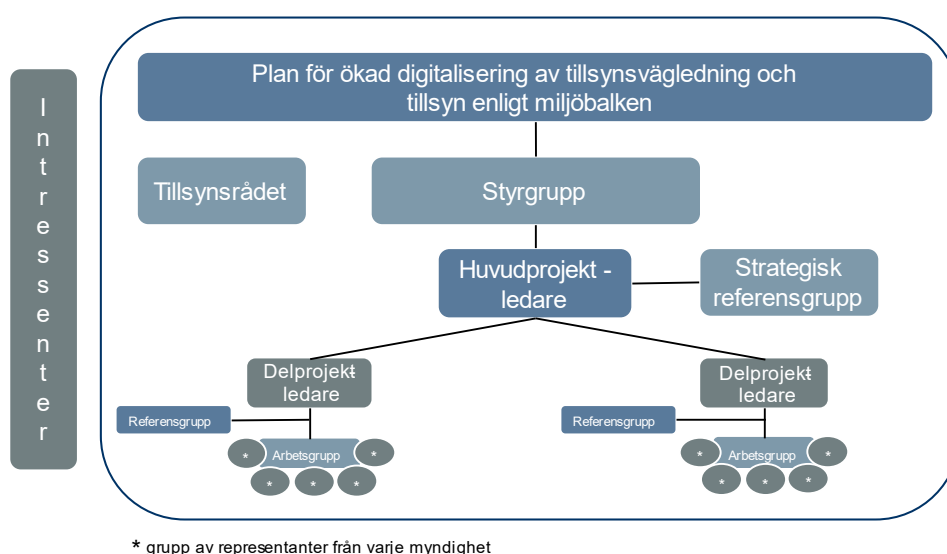 Plan för ökad digitalisering av tillsynsvägledning och
tillsyn enligt miljöbalken
Intressenter
Tillsynsrådet
Styrgrupp
Huvudprojekt -
ledare
Strategisk
referensgrupp
Delprojekt-
ledare
Delprojekt-
ledare
Referensgrupp
Referensgrupp
* Arbetsgrupp *
* * *
* Arbetsgrupp *
* * *
* grupp av representanter från varje myndighet